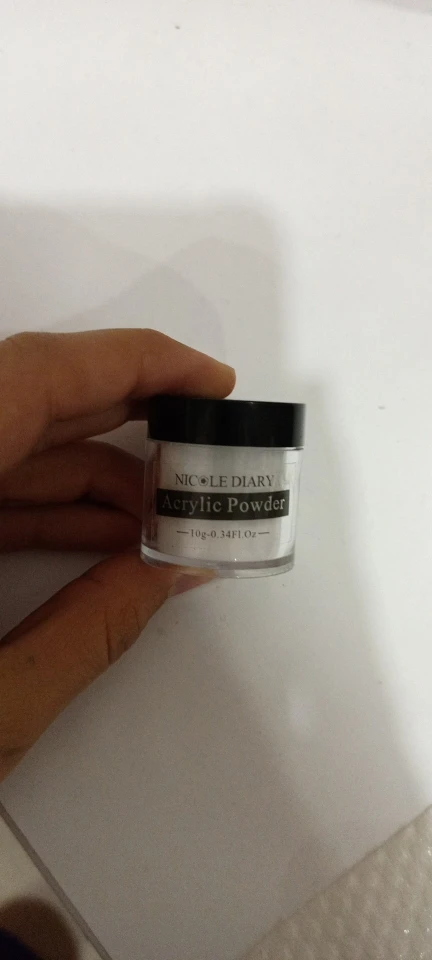 NICOLE DIARY
Acrylic Powder
—10g-0.34Fl.Oz—